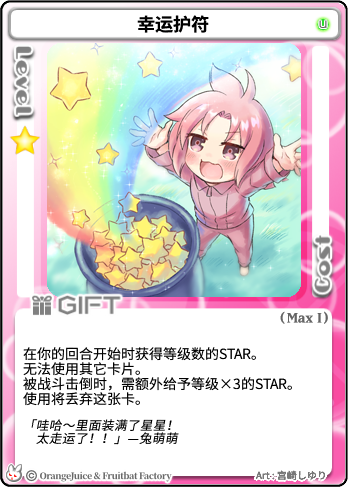 幸运护符
U
Level
Cost
GIFT
(Max 1)
在你的回合开始时获得等级数的STAR。
无法使用其它卡片。
被战斗击倒时，需额外给予等级×3的STAR。
使用将丢弃这张卡。
「哇哈～里面装满了星星！
太走运了！！」—兔萌萌
© OrangeJuice & Fruitbat Factory
Art.:宫崎しゆり